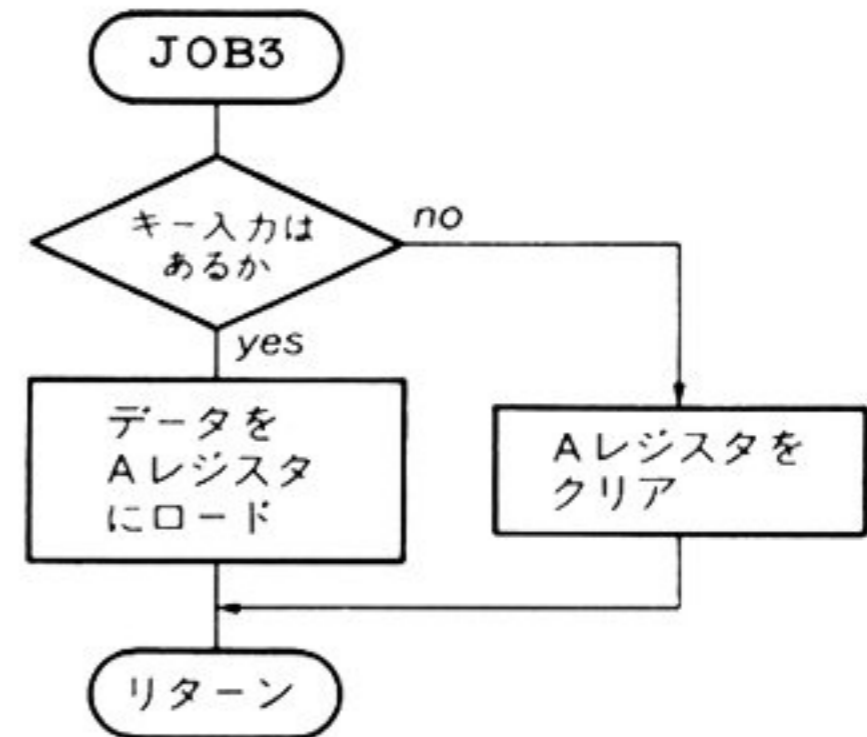 JOB3
キー入力は
あるか
no
yes
データを
Aレジスタ
にロード
Aレジスタを
クリア
リターン